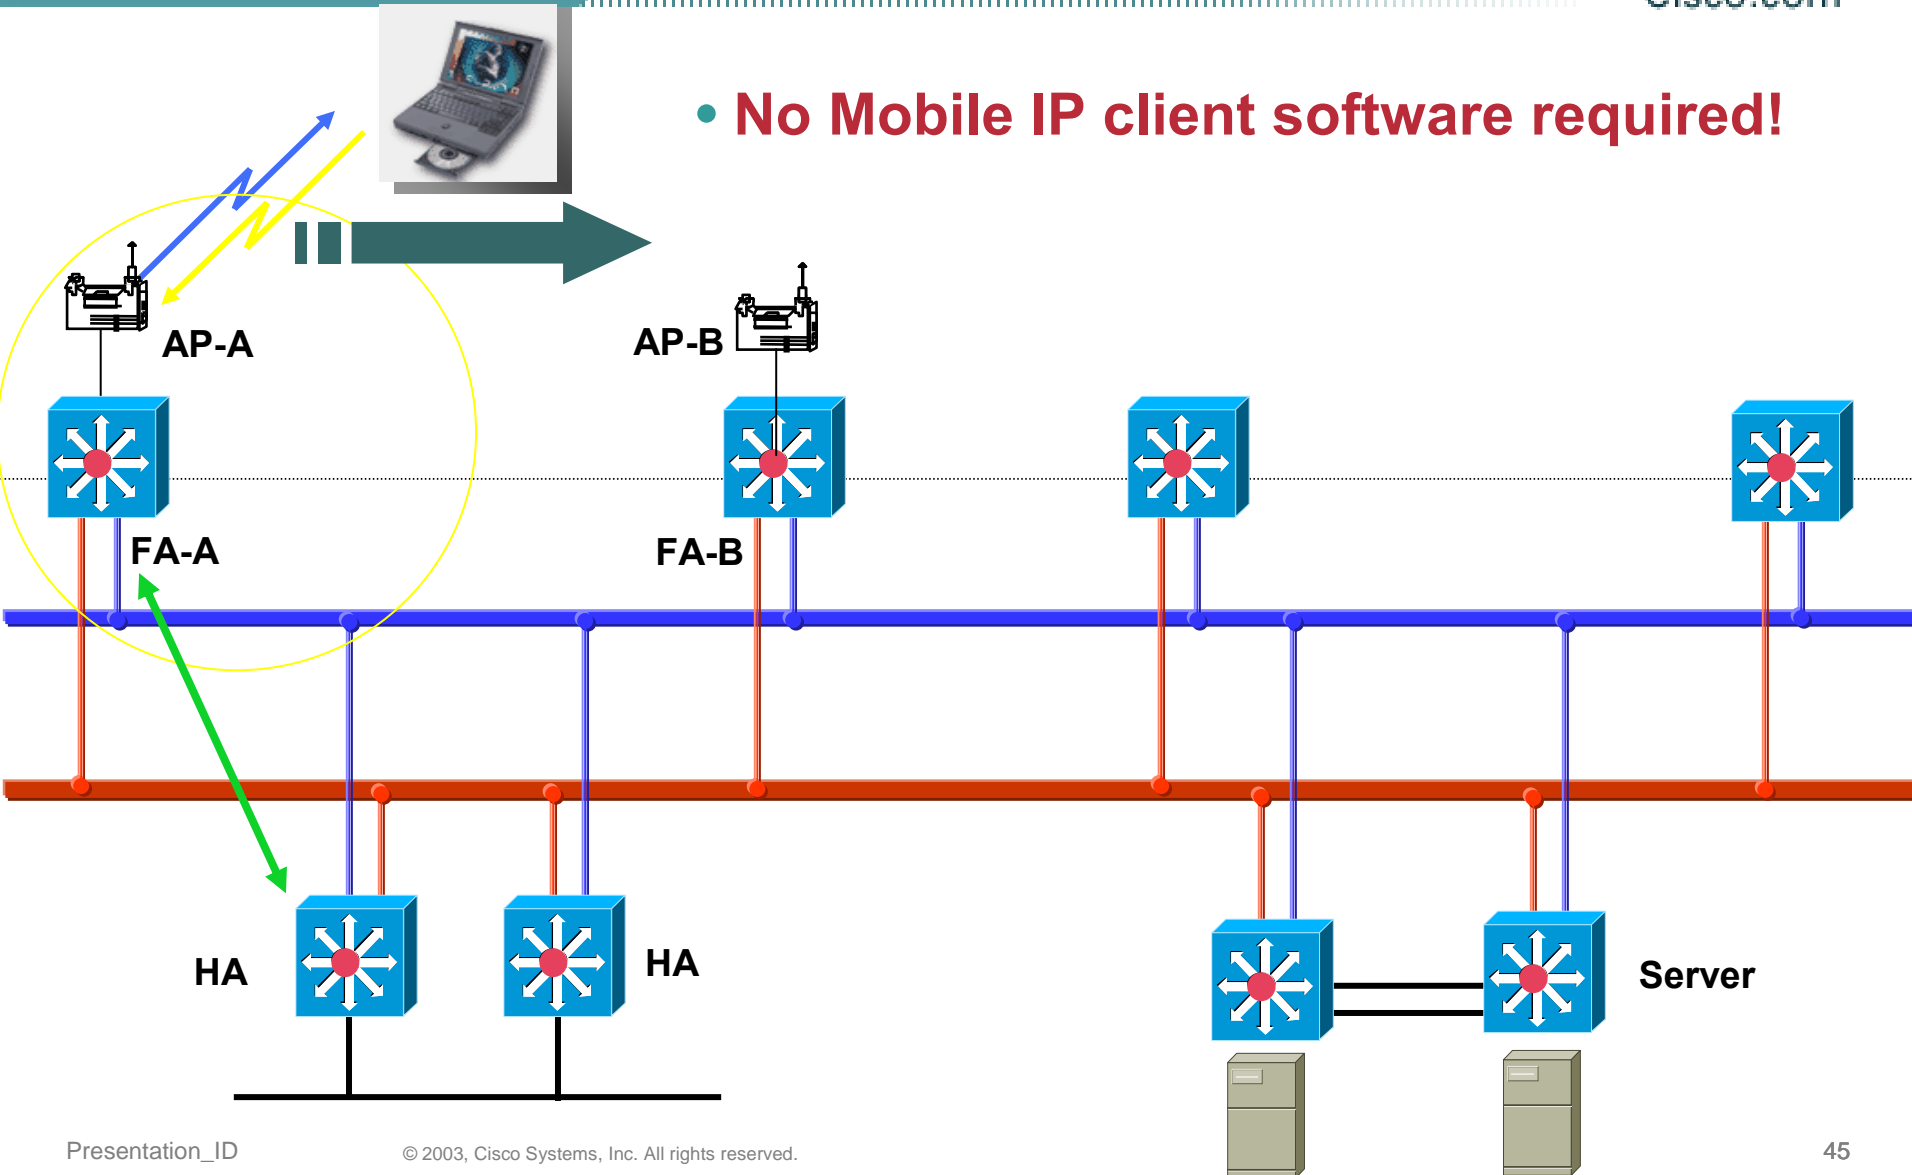 • No Mobile IP client software required!
AP-A
AP-B
FA-A
FA-B
HA
HA
Server
Presentation_ID
© 2003, Cisco Systems, Inc. All rights reserved.
45